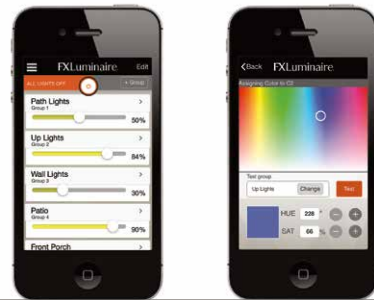 FXLuminaire
Edit
ALL LIGHTS OFF
+ Group
Path Lights
Group 1
50%
Up Lights
Group 2
84%
Wall Lights
Group 3
30%
Patio
Group 4
90%
Front Porch
Back
FXLuminaire
Assigning Color to C2
Test group
Up Lights
Change
Test
HUE 228 °
SAT 66 %